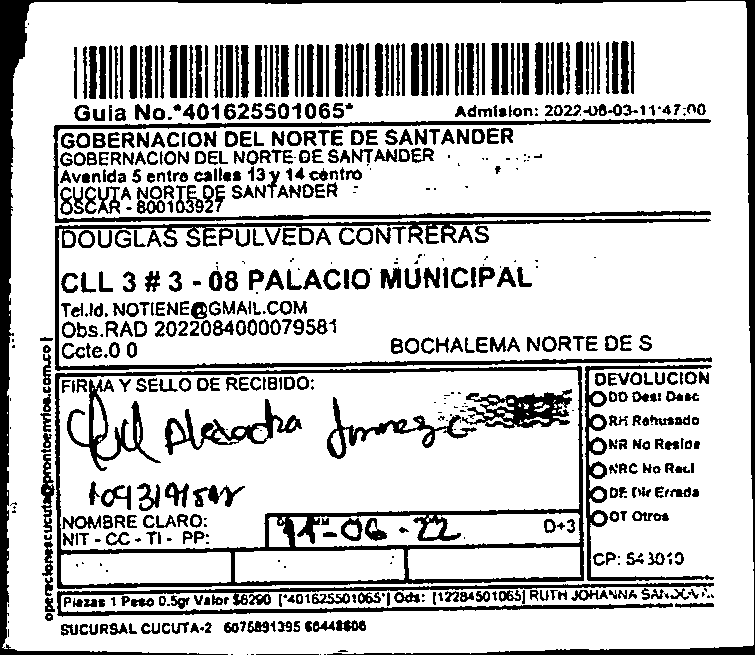 Guia No.*401625501065*
Admision: 2022-06-03-11:47:00
GOBERNACION DEL NORTE DE SANTANDER
GOBERNACION DEL NORTE DE SANTANDER
Avenida 5 entre calles 13 y 14 centro
CUCUTA NORTE DE SANTANDER
OSCAR - 800103927
DOUGLAS SEPULVEDA CONTRERAS
CLL 3 # 3 - 08 PALACIO MUNICIPAL
Tel.Id. NOTIENE@GMAIL.COM
Obs.RAD 2022084000079581
Ccte.0 0
BOCHALEMA NORTE DE S
operacionescucuta@prontoenvios.com.co
FIRMA Y SELLO DE RECIBIDO:
Jimenez
NOMBRE CLARO:
NIT - CC - TI - PP:
11-06-22
D+3
DEVOLUCION
DD Dest Desc
RH Rehusado
NR No Reside
NRC No Recl
DE Dir Errada
OT Otros
CP: 543010
Piezas 1 Peso 0.5gr Valor $6290 [*401625501065*] Ods: [12284501065] RUTH JOHANNA
SUCURSAL CUCUTA-2 6075891395